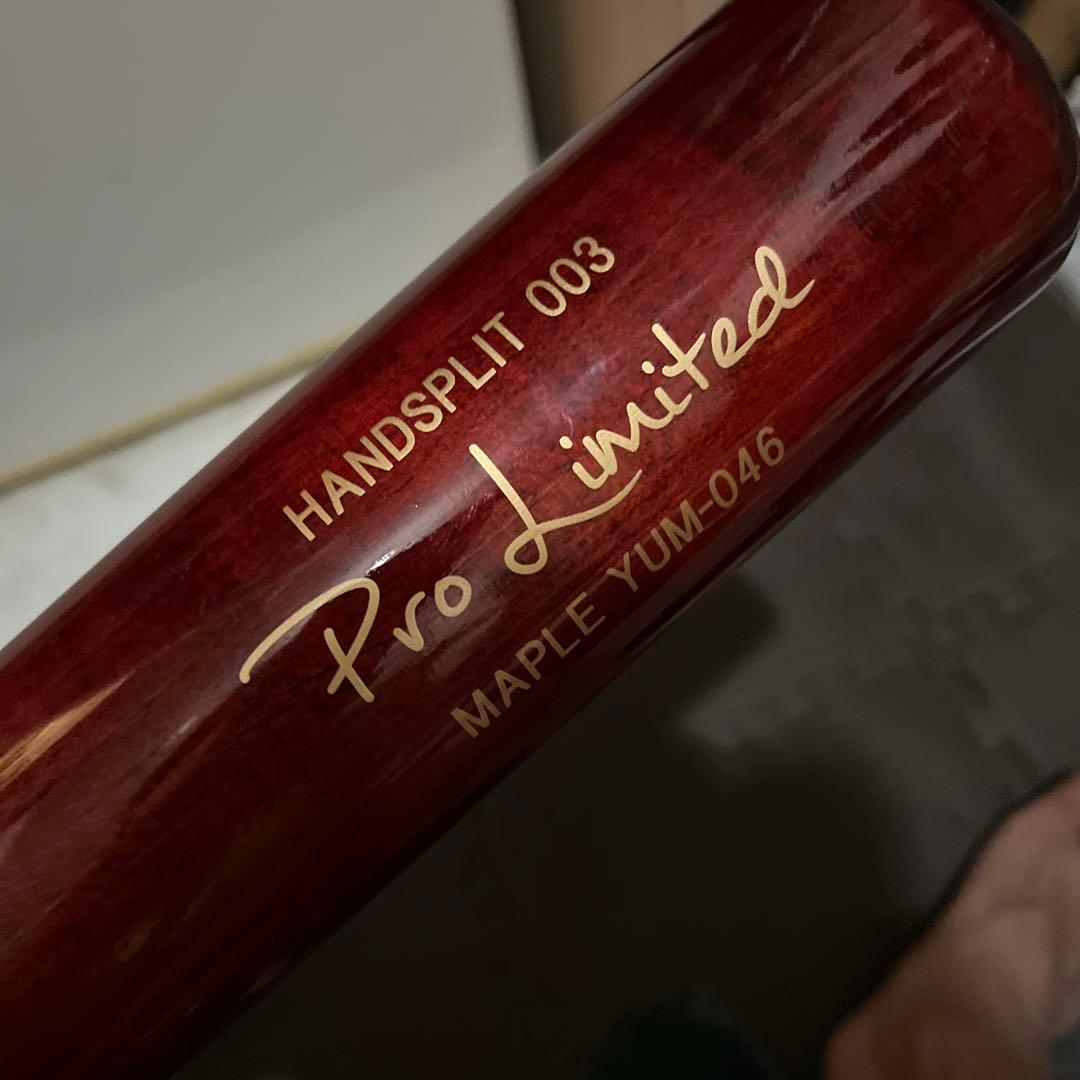 HANDSPLIT 003
Pro Limited
MAPLE YUM-046